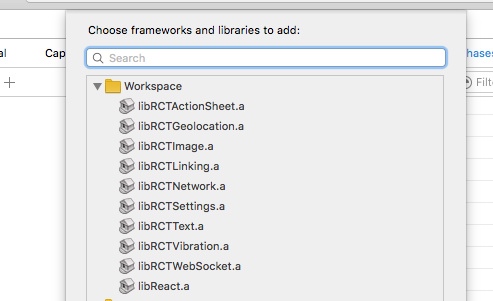 Choose frameworks and libraries to add:
al Cap hases
Search
+ Filte
Workspace
libRCTActionSheet.a
libRCTGeolocation.a
libRCTImage.a
libRCTLinking.a
libRCTNetwork.a
libRCTSettings.a
libRCTText.a
libRCTVibration.a
libRCTWebSocket.a
libReact.a